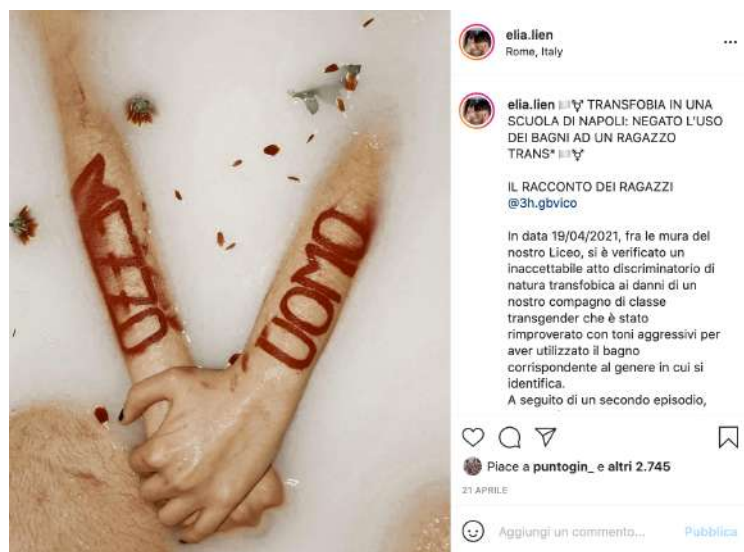 MEZZO
UOMO
elia.lien
Rome, Italy
elia.lien 🏳️‍⚧️ TRANSFOBIA IN UNA
SCUOLA DI NAPOLI: NEGATO L'USO
DEI BAGNI AD UN RAGAZZO
TRANS* 🏳️‍⚧️
IL RACCONTO DEI RAGAZZI
@3h.gbvico
In data 19/04/2021, fra le mura del
nostro Liceo, si è verificato un
inaccettabile atto discriminatorio di
natura transfobica ai danni di un
nostro compagno di classe
transgender che è stato
rimproverato con toni aggressivi per
aver utilizzato il bagno
corrispondente al genere in cui si
identifica.
A seguito di un secondo episodio,
Piace a puntogin_ e altri 2.745
21 APRILE
Aggiungi un commento... Pubblica